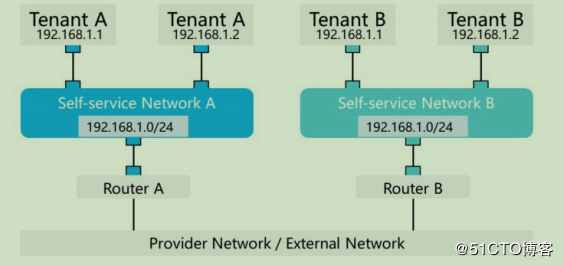 Tenant A
192.168.1.1
Tenant A
192.168.1.2
Tenant B
192.168.1.1
Tenant B
192.168.1.2
Self-service Network A
192.168.1.0/24
Self-service Network B
192.168.1.0/24
Router A
Router B
Provider Network / External Network
@51CTO博客